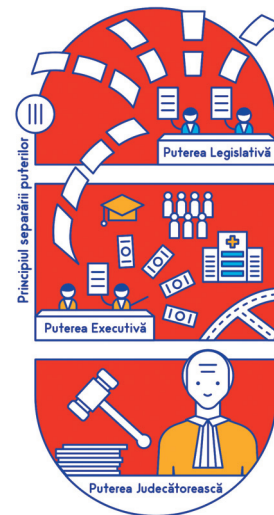 III
Principiul separării puterilor
Puterea Legislativă
Puterea Executivă
Puterea Judecătorească